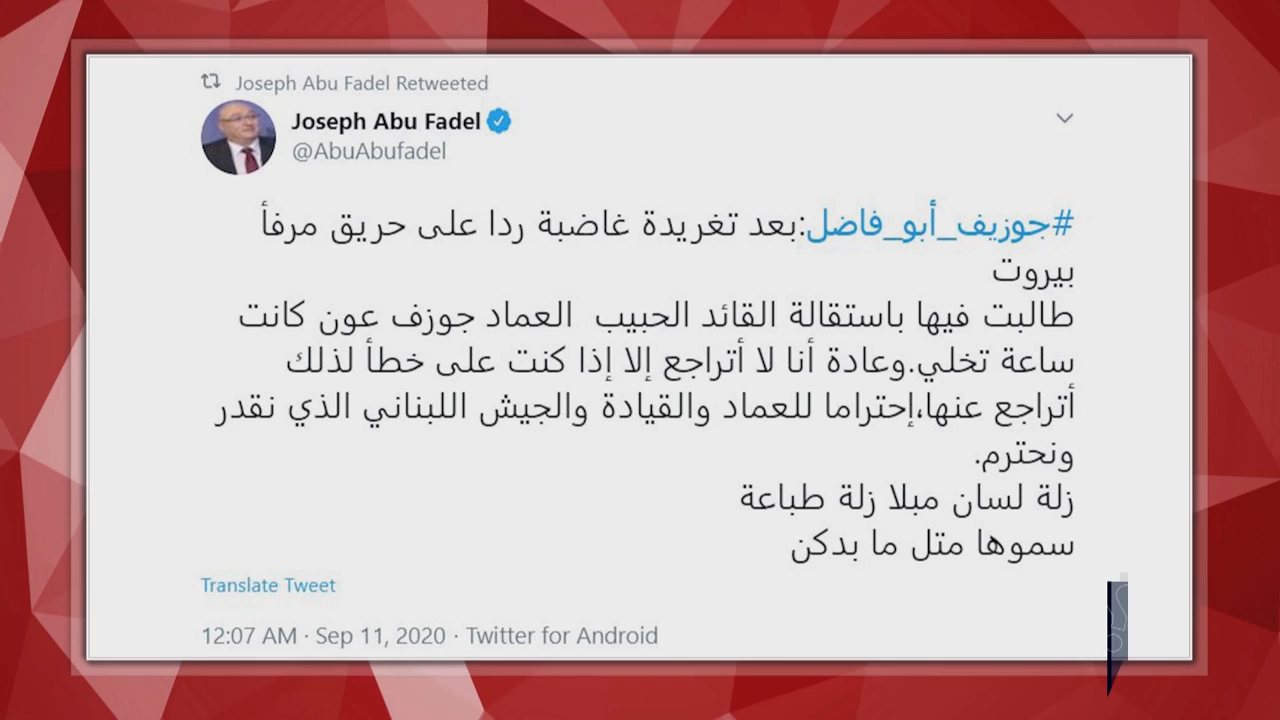 Joseph Abu Fadel Retweeted
Joseph Abu Fadel
@AbuAbufadel
#جوزيف_أبو_فاضل:بعد تغريدة غاضبة ردا على حريق مرفأ
بيروت
طالبت فيها باستقالة القائد الحبيب العماد جوزف عون كانت
ساعة تخلي.وعادة أنا لا أتراجع إلا إذا كنت على خطأ لذلك
أتراجع عنها،إحتراما للعماد والقيادة والجيش اللبناني الذي نقدر
ونحترم.
زلة لسان مبلا زلة طباعة
سموها متل ما بدكن
Translate Tweet
12:07 AM · Sep 11, 2020 · Twitter for Android